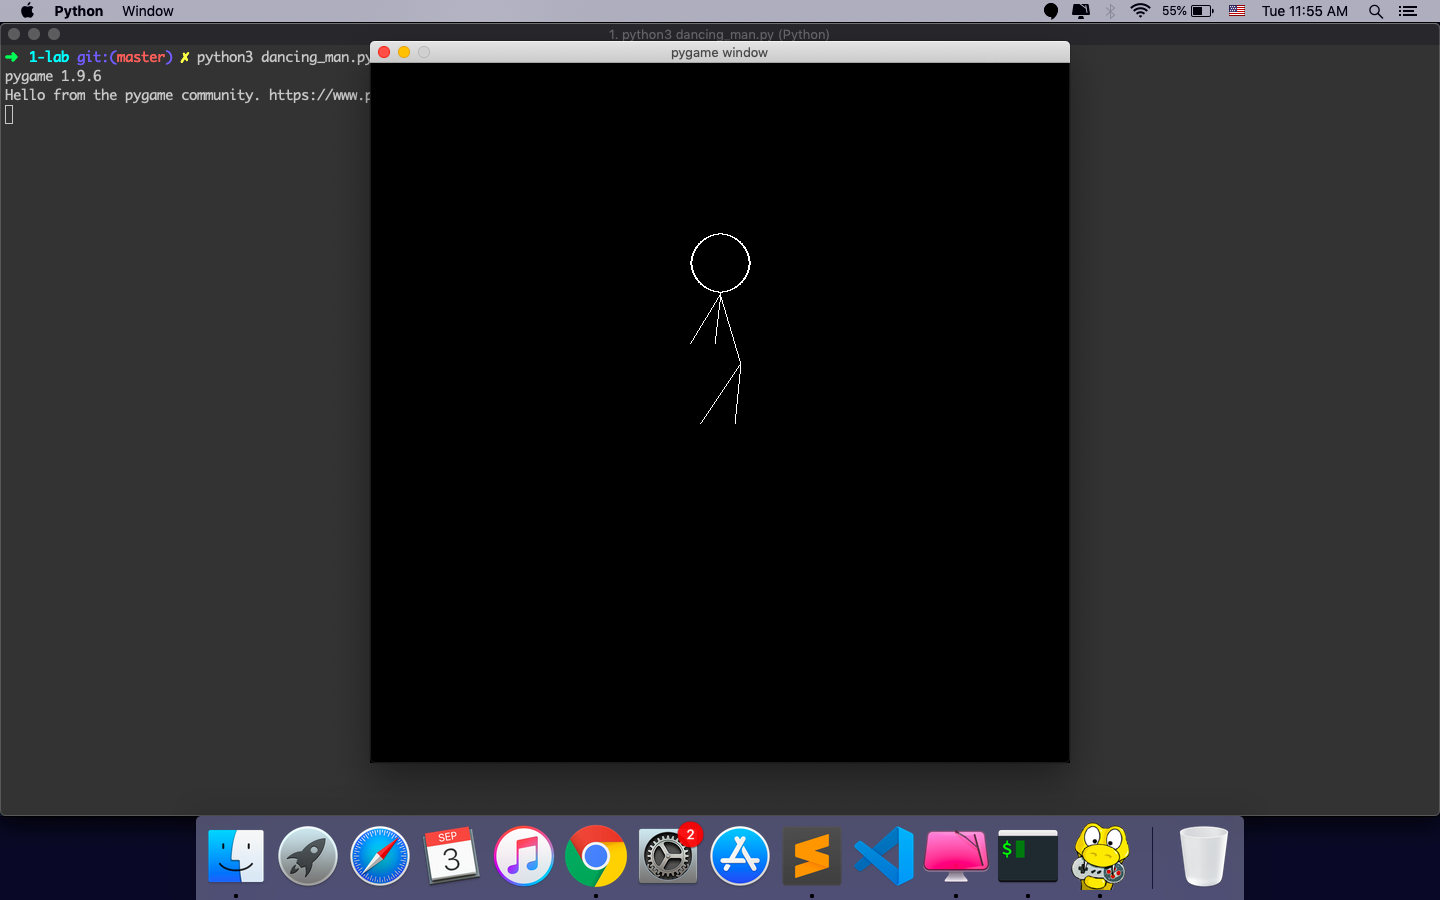 Python Window
55% Tue 11:55 AM
1. python3 dancing_man.py (Python)
pygame window
➜ 1-lab git:(master) ✗ python3 dancing_man.py
pygame 1.9.6
Hello from the pygame community. https://www.p
SEP
3
2
$